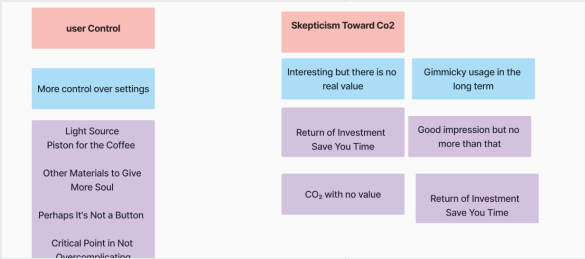 user Control
More control over settings
Light Source
Piston for the Coffee
Other Materials to Give
More Soul
Perhaps It's Not a Button
Critical Point in Not
Overcomplicating
Skepticism Toward Co2
Interesting but there is no
real value
Gimmicky usage in the
long term
Return of Investment
Save You Time
Good impression but no
more than that
CO₂ with no value
Return of Investment
Save You Time